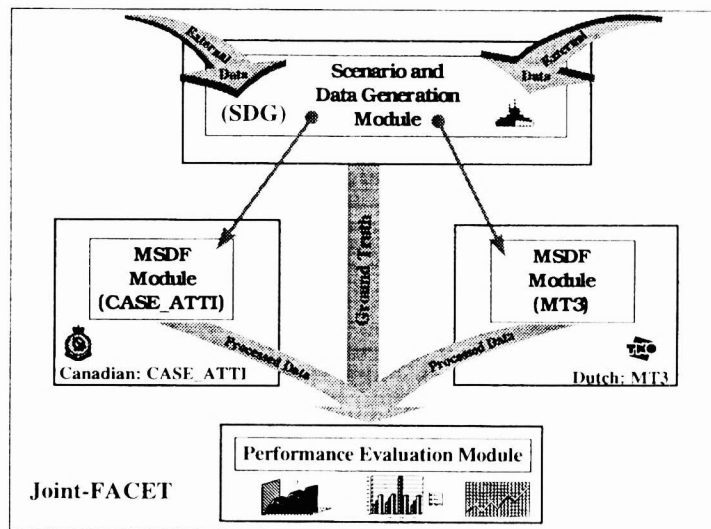 External
Data
External
Data
Scenario and
Data Generation
(SDG)
Module
MSDF
Module
(CASE_ATTI)
Ground Truth
MSDF
Module
(MT3)
Processed Data
Processed Data
Canadian: CASE_ATTI
TNO
Dutch: MT3
Performance Evaluation Module
Joint-FACET